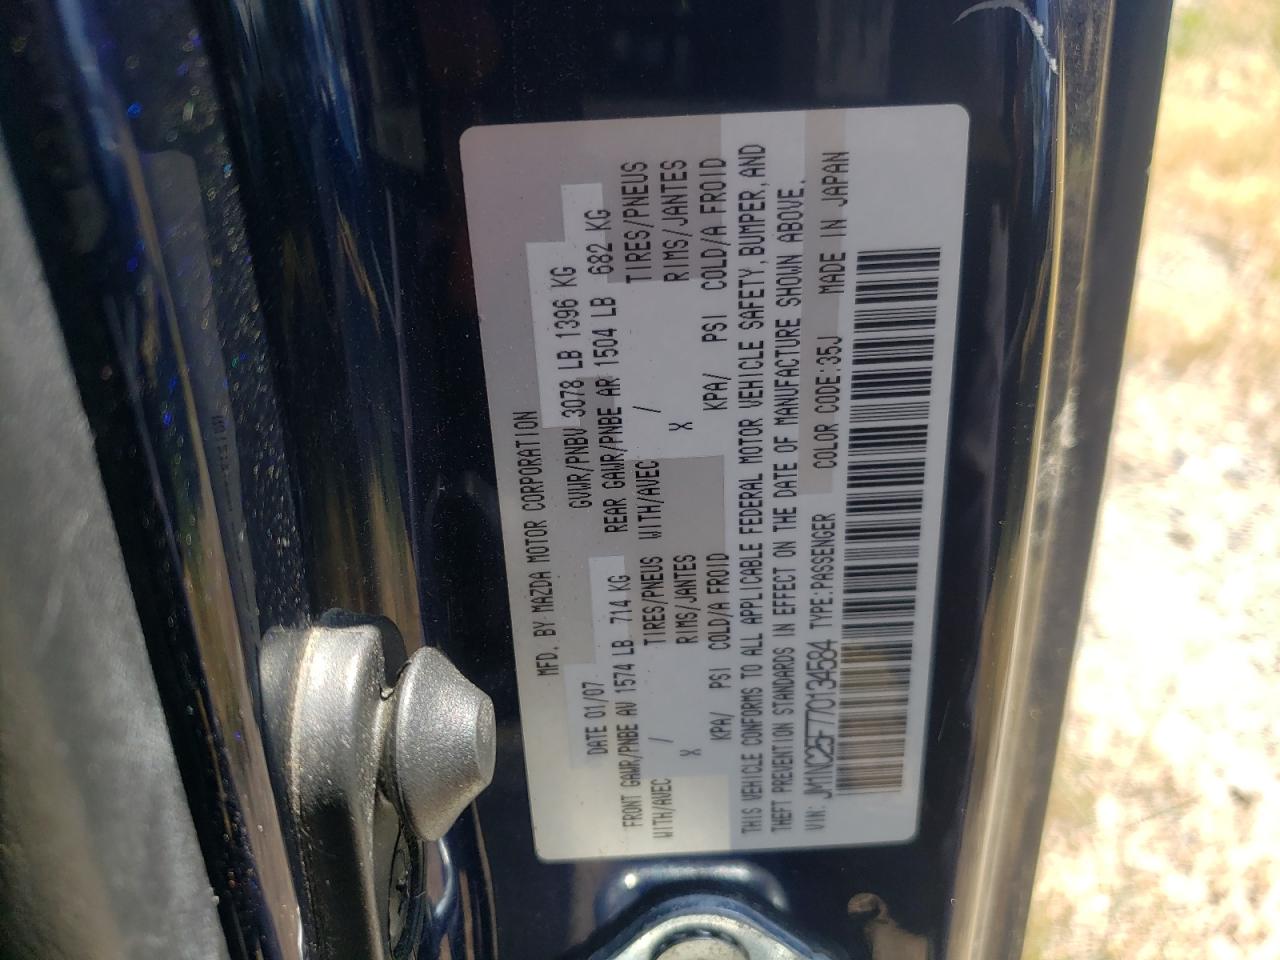 MFD. BY MAZDA MOTOR CORPORATION
DATE 01/07 GVWR/PNBV 3078 LB 1396 KG
FRONT GAWR/PNBE AV 1574 LB 714 KG REAR GAWR/PNBE AR 1504 LB 682 KG
WITH/AVEC / TIRES/PNEUS WITH/AVEC / TIRES/PNEUS
X RIMS/JANTES X RIMS/JANTES
KPA/ PSI COLD/A FROID KPA/ PSI COLD/A FROID
THIS VEHICLE CONFORMS TO ALL APPLICABLE FEDERAL MOTOR VEHICLE SAFETY, BUMPER, AND
THEFT PREVENTION STANDARDS IN EFFECT ON THE DATE OF MANUFACTURE SHOWN ABOVE.
VIN: JM1NC25F770134584 TYPE:PASSENGER COLOR CODE:35J MADE IN JAPAN